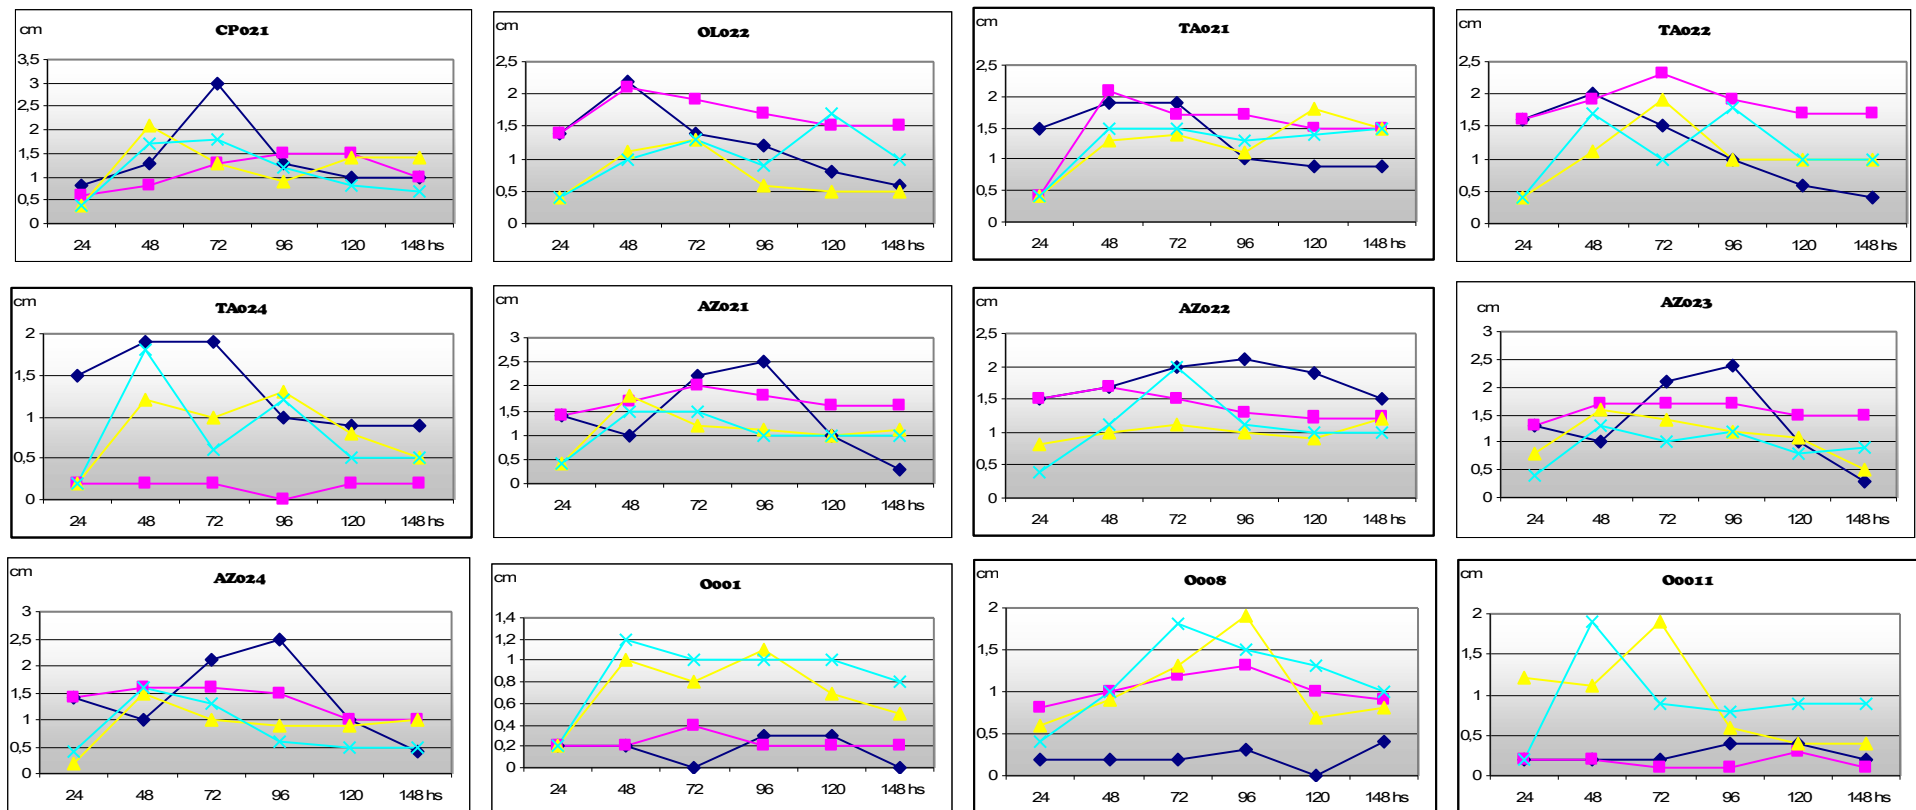 cm
CP021
3,5
3
2,5
2
1,5
1
0,5
0
24 48 72 96 120 148 hs
cm
OL022
2,5
2
1,5
1
0,5
0
24 48 72 96 120 148 hs
cm
TA021
2,5
2
1,5
1
0,5
0
24 48 72 96 120 148 hs
cm
TA022
2,5
2
1,5
1
0,5
0
24 48 72 96 120 148 hs
cm
TA024
2
1,5
1
0,5
0
24 48 72 96 120 148 hs
cm
AZ021
3
2,5
2
1,5
1
0,5
0
24 48 72 96 120 148 hs
cm
AZ022
2,5
2
1,5
1
0,5
0
24 48 72 96 120 148 hs
cm
AZ023
3
2,5
2
1,5
1
0,5
0
24 48 72 96 120 148 hs
cm
AZ024
3
2,5
2
1,5
1
0,5
0
24 48 72 96 120 148 hs
cm
O001
1,4
1,2
1
0,8
0,6
0,4
0,2
0
24 48 72 96 120 148 hs
cm
O008
2
1,5
1
0,5
0
24 48 72 96 120 148 hs
cm
O0011
2
1,5
1
0,5
0
24 48 72 96 120 148 hs